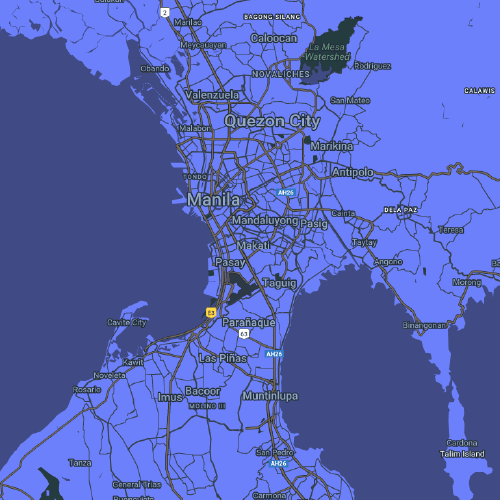 2
Marilao
BAGONG SILANG
Meycauayan
Caloocan
La Mesa
Watershed
Obando
NOVALICHES
Rodriguez
Valenzuela
San Mateo
CALAWIS
Malabon
Quezon City
Marikina
TONDO
Antipolo
Manila
AH26
Mandaluyong
Cainta
DELA PAZ
Pasig
Teresa
Makati
Taytay
Pasay
Angono
Taguig
Morong
63
Cavite City
Parañaque
63
Binangonan
Kawit
Las Piñas
AH26
Noveleta
Rosario
Bacoor
Imus
MOLINO III
Muntinlupa
Cardona
Talim Island
San Pedro
Tanza
AH26
General Trias
Carmona